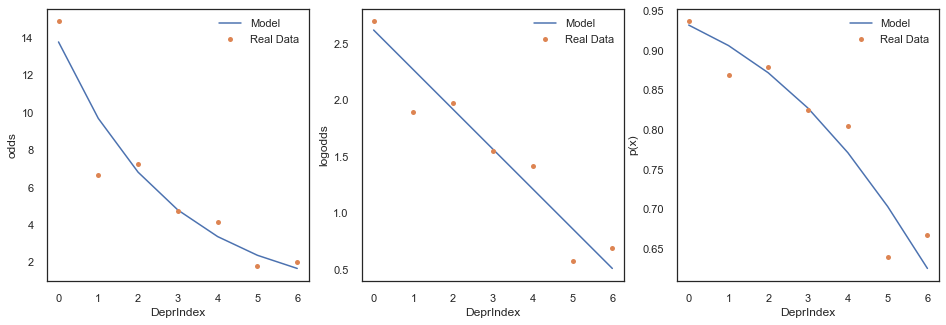 odds
14
12
10
8
6
4
2
0 1 2 3 4 5 6
DeprIndex
Model
Real Data
logodds
2.5
2.0
1.5
1.0
0.5
0 1 2 3 4 5 6
DeprIndex
Model
Real Data
p(x)
0.95
0.90
0.85
0.80
0.75
0.70
0.65
0 1 2 3 4 5 6
DeprIndex
Model
Real Data